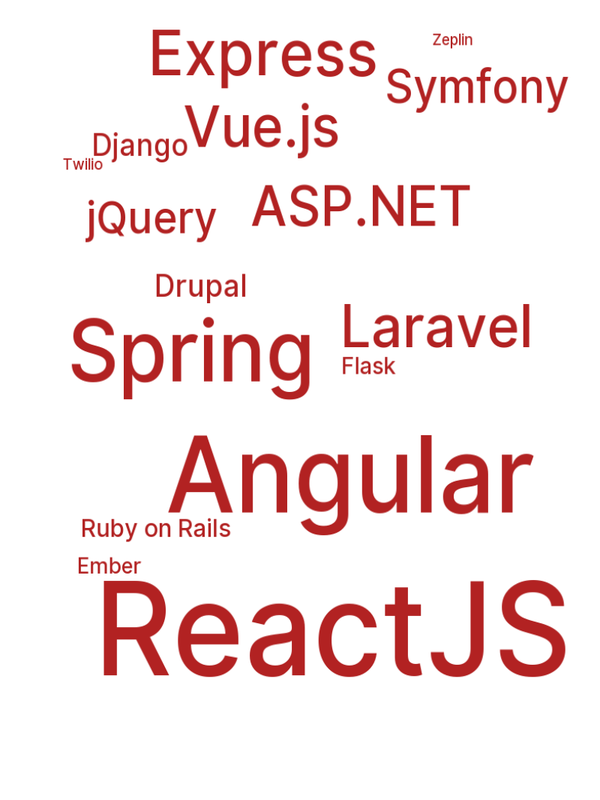 Express
Zeplin
Symfony
Vue.js
Django
Twilio
jQuery
ASP.NET
Drupal
Spring
Laravel
Flask
Angular
Ruby on Rails
Ember
ReactJS